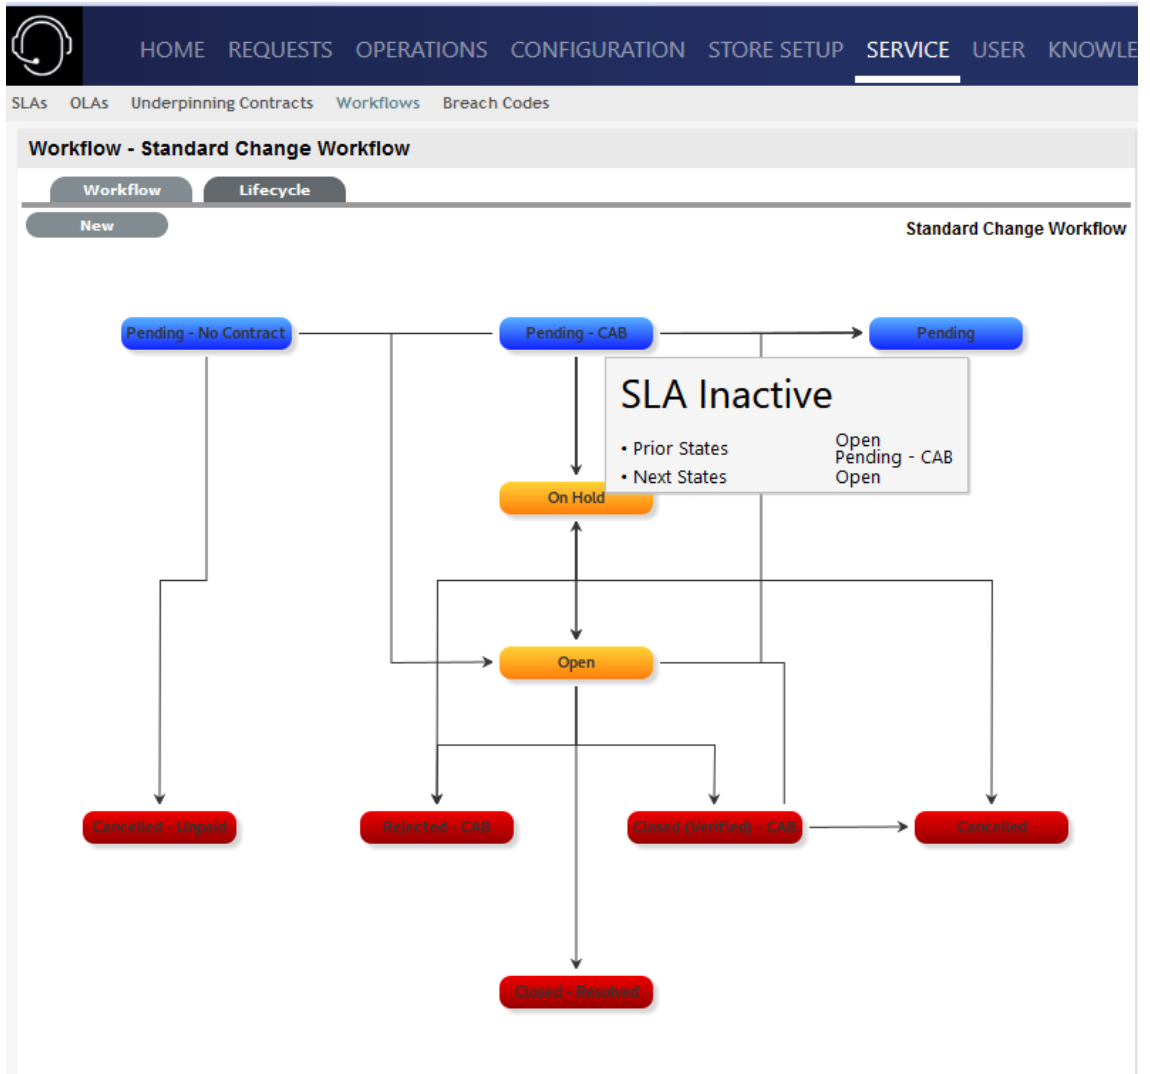 HOME REQUESTS OPERATIONS CONFIGURATION STORE SETUP SERVICE USER KNOWLE
SLAs OLAs Underpinning Contracts Workflows Breach Codes
Workflow - Standard Change Workflow
Workflow Lifecycle
New
Standard Change Workflow
Pending - No Contract Pending - CAB Pending
SLA Inactive
• Prior States Open
Pending - CAB
• Next States Open
On Hold
Open
Cancelled - Unpaid Rejected - CAB Closed (Verified) - CAB Cancelled
Closed - Resolved